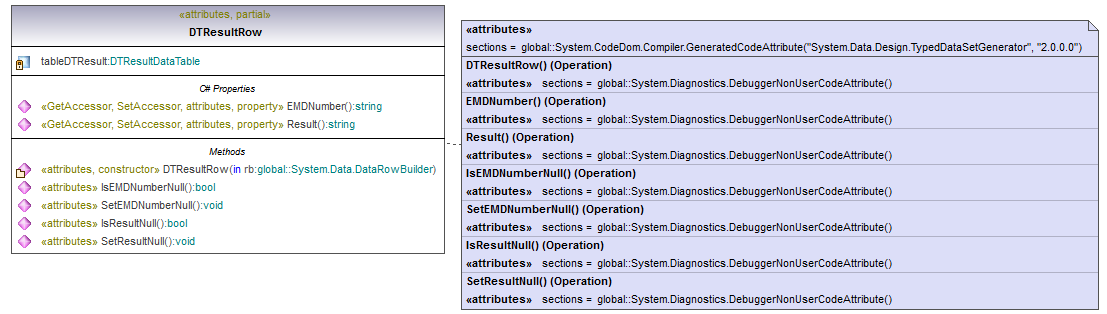 «attributes, partial»
DTResultRow
tableDTResult:DTResultDataTable
C# Properties
«GetAccessor, SetAccessor, attributes, property» EMDNumber():string
«GetAccessor, SetAccessor, attributes, property» Result():string
Methods
«attributes, constructor» DTResultRow(in rb:global::System.Data.DataRowBuilder)
«attributes» IsEMDNumberNull():bool
«attributes» SetEMDNumberNull():void
«attributes» IsResultNull():bool
«attributes» SetResultNull():void
«attributes»
sections = global::System.CodeDom.Compiler.GeneratedCodeAttribute("System.Data.Design.TypedDataSetGenerator", "2.0.0.0")
DTResultRow() (Operation)
«attributes» sections = global::System.Diagnostics.DebuggerNonUserCodeAttribute()
EMDNumber() (Operation)
«attributes» sections = global::System.Diagnostics.DebuggerNonUserCodeAttribute()
Result() (Operation)
«attributes» sections = global::System.Diagnostics.DebuggerNonUserCodeAttribute()
IsEMDNumberNull() (Operation)
«attributes» sections = global::System.Diagnostics.DebuggerNonUserCodeAttribute()
SetEMDNumberNull() (Operation)
«attributes» sections = global::System.Diagnostics.DebuggerNonUserCodeAttribute()
IsResultNull() (Operation)
«attributes» sections = global::System.Diagnostics.DebuggerNonUserCodeAttribute()
SetResultNull() (Operation)
«attributes» sections = global::System.Diagnostics.DebuggerNonUserCodeAttribute()